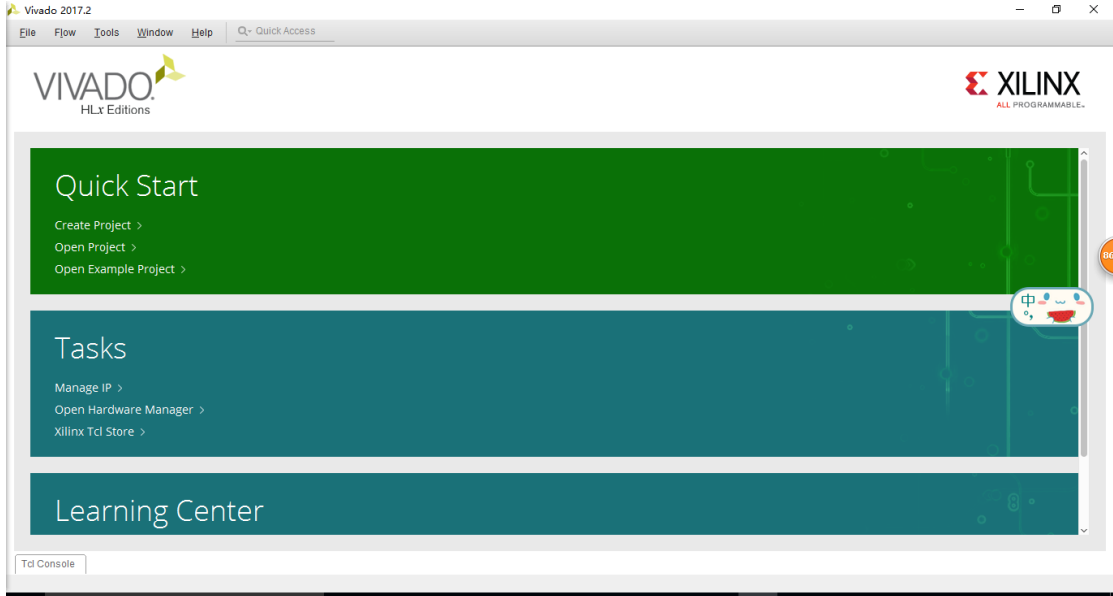 Vivado 2017.2
File Flow Tools Window Help Quick Access
VIVADO.
HLx Editions
XILINX
ALL PROGRAMMABLE.
Quick Start
Create Project >
Open Project >
Open Example Project >
86
中
Tasks
Manage IP >
Open Hardware Manager >
Xilinx Tcl Store >
Learning Center
Tcl Console